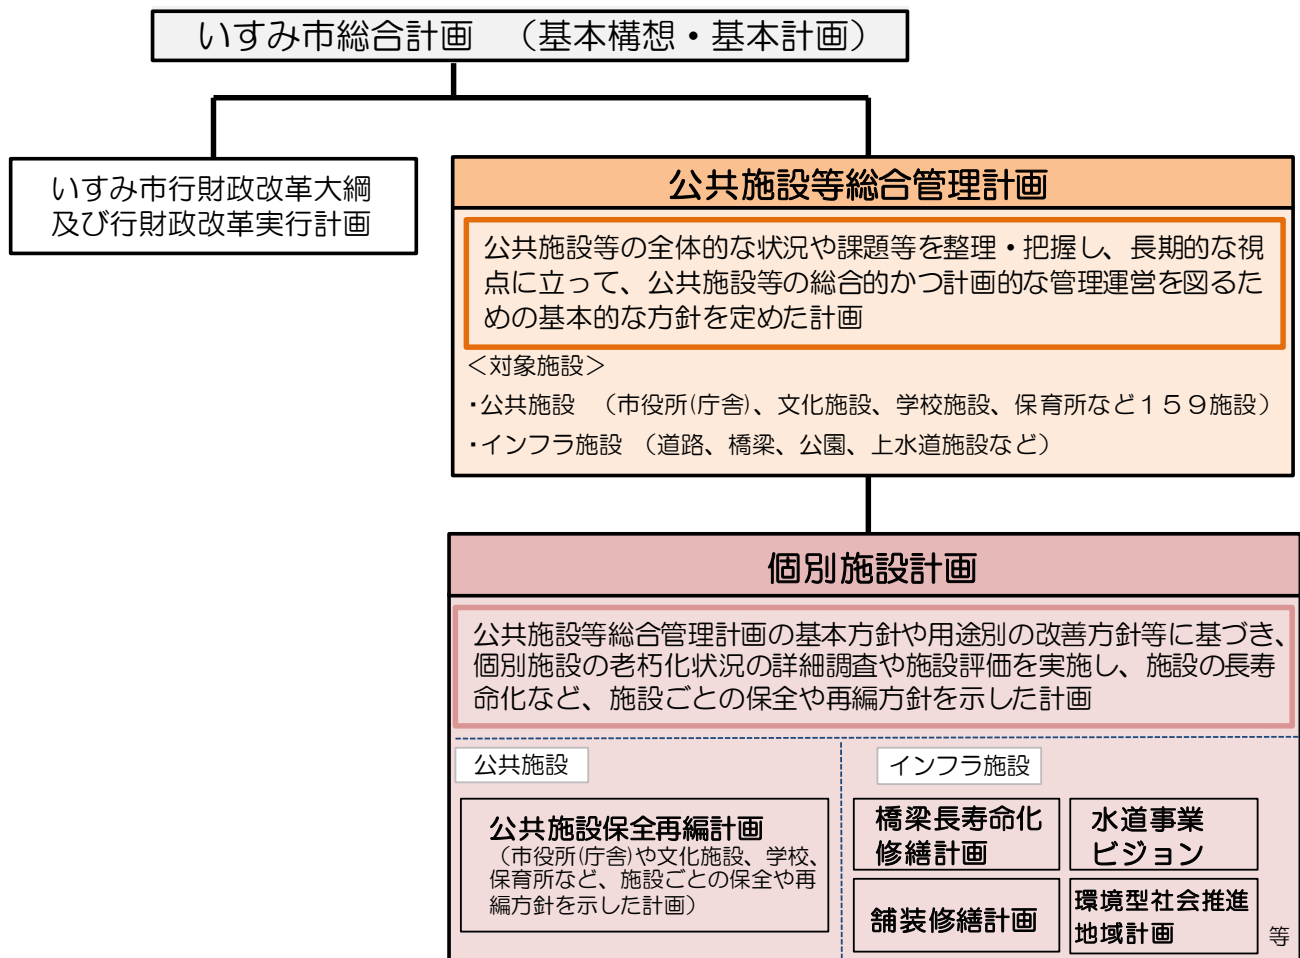 いすみ市総合計画　（基本構想・基本計画）
いすみ市行財政改革大綱
及び行財政改革実行計画
公共施設等総合管理計画
公共施設等の全体的な状況や課題等を整理・把握し、長期的な視
点に立って、公共施設等の総合的かつ計画的な管理運営を図るた
めの基本的な方針を定めた計画
＜対象施設＞
・公共施設　（市役所(庁舎)、文化施設、学校施設、保育所など１５９施設）
・インフラ施設　（道路、橋梁、公園、上水道施設など）
個別施設計画
公共施設等総合管理計画の基本方針や用途別の改善方針等に基づき、
個別施設の老朽化状況の詳細調査や施設評価を実施し、施設の長寿
命化など、施設ごとの保全や再編方針を示した計画
公共施設
公共施設保全再編計画
（市役所(庁舎)や文化施設、学校、
保育所など、施設ごとの保全や再
編方針を示した計画）
インフラ施設
橋梁長寿命化
修繕計画
水道事業
ビジョン
舗装修繕計画
環境型社会推進
地域計画
等